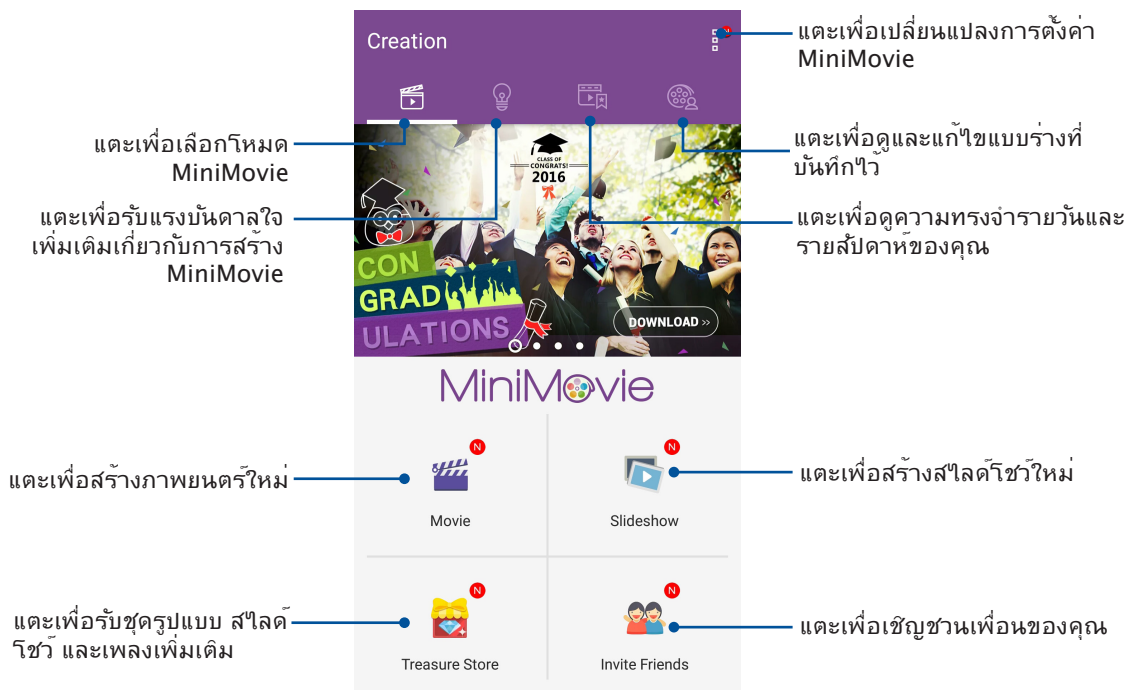 Creation
N
แตะเพื่อเปลี่ยนแปลงการตั้งค่า
MiniMovie
แตะเพื่อเลือกโหมด
MiniMovie
แตะเพื่อดูและแก้ไขแบบร่างที่
บันทึกไว้
แตะเพื่อรับแรงบันดาลใจ
เพิ่มเติมเกี่ยวกับการสร้าง
MiniMovie
แตะเพื่อดูความทรงจำรายวันและ
รายสัปดาห์ของคุณ
CLASS OF
CONGRATS!
2016
CON
GRAD
ULATIONS
DOWNLOAD »
MiniMovie
N
N
แตะเพื่อสร้างภาพยนตร์ใหม่
แตะเพื่อสร้างสไลด์โชว์ใหม่
Movie
Slideshow
N
N
แตะเพื่อรับชุดรูปแบบ สไลด์
โชว์ และเพลงเพิ่มเติม
แตะเพื่อเชิญชวนเพื่อนของคุณ
Treasure Store
Invite Friends